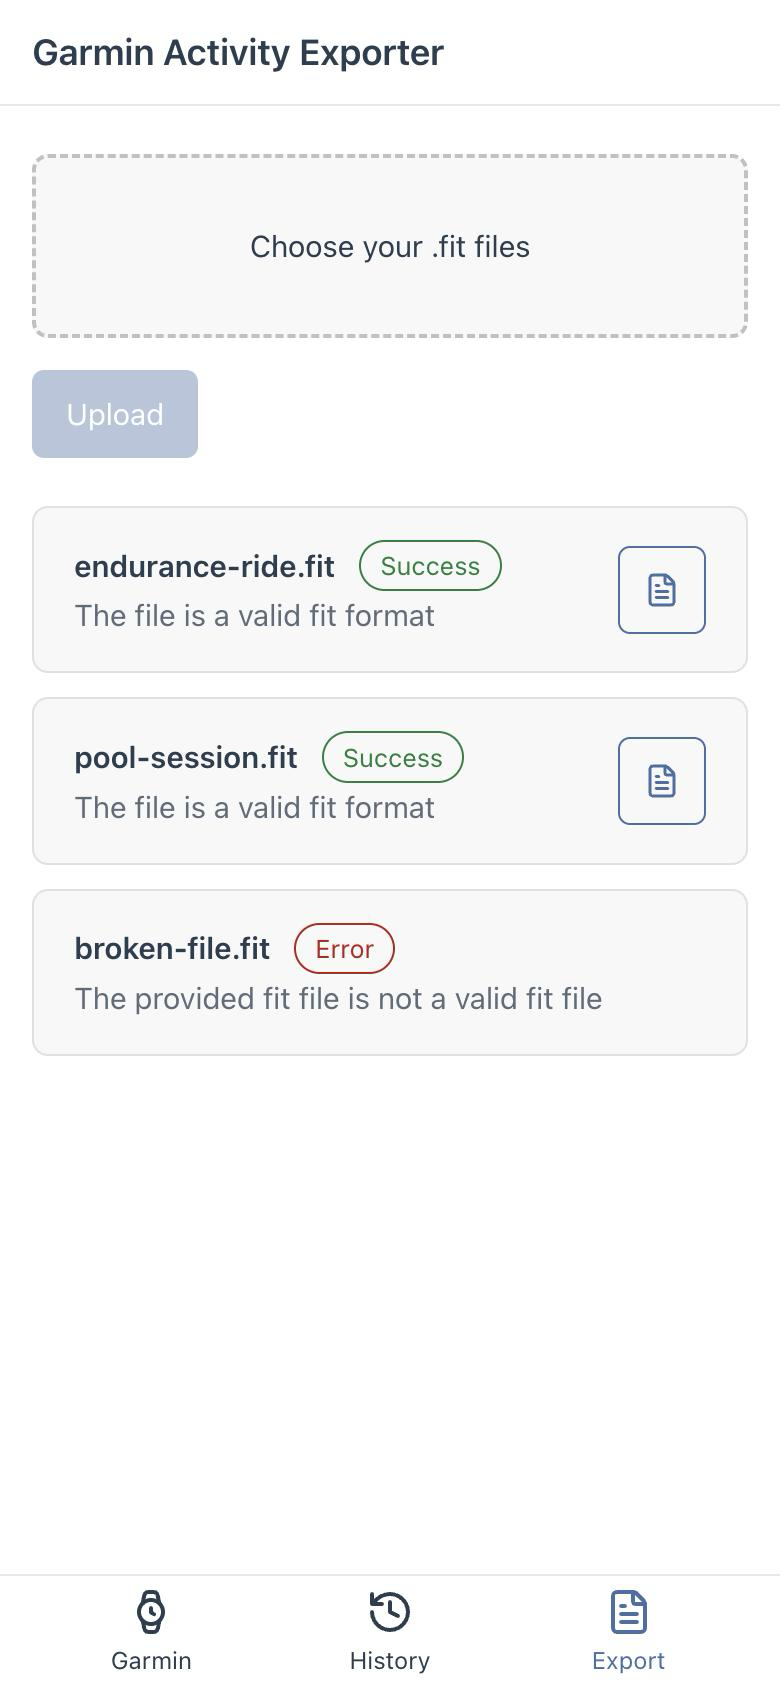 Garmin Activity Exporter
Choose your .fit files
Upload
endurance-ride.fit Success
The file is a valid fit format
pool-session.fit Success
The file is a valid fit format
broken-file.fit Error
The provided fit file is not a valid fit file
Garmin History Export